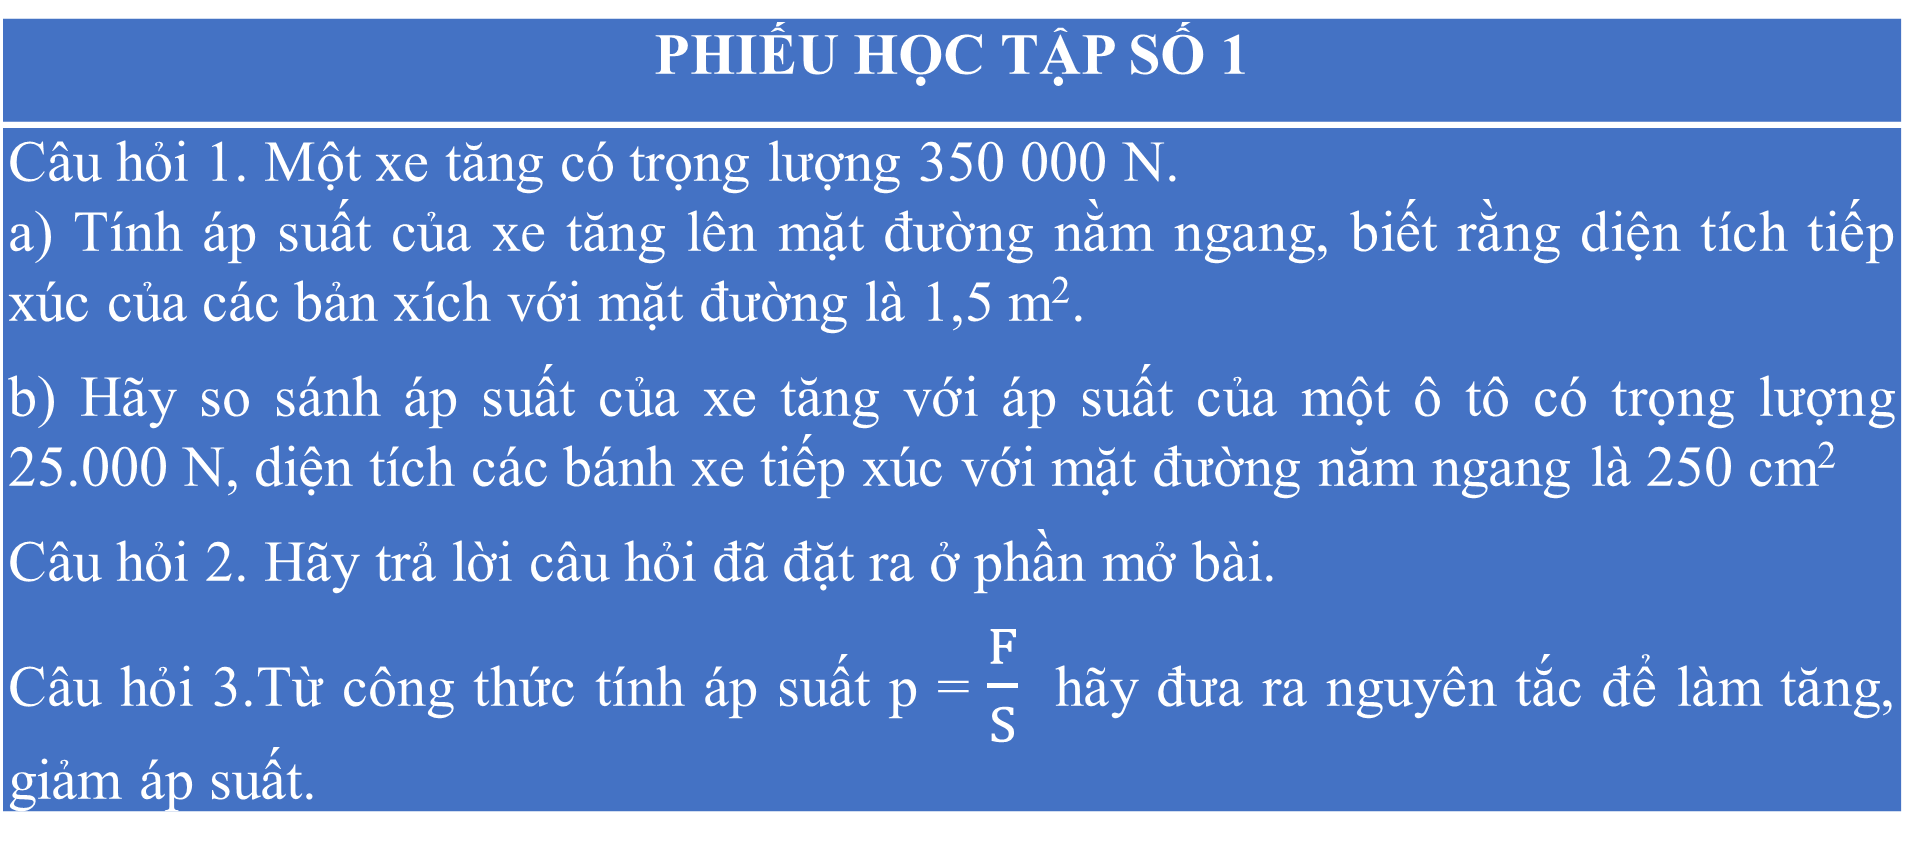 PHIẾU HỌC TẬP SỐ 1
Câu hỏi 1. Một xe tăng có trọng lượng 350 000 N.
a) Tính áp suất của xe tăng lên mặt đường nằm ngang, biết rằng diện tích tiếp
xúc của các bản xích với mặt đường là 1,5 m².
b) Hãy so sánh áp suất của xe tăng với áp suất của một ô tô có trọng lượng
25.000 N, diện tích các bánh xe tiếp xúc với mặt đường năm ngang là 250 cm²
Câu hỏi 2. Hãy trả lời câu hỏi đã đặt ra ở phần mở bài.
Câu hỏi 3.Từ công thức tính áp suất p = F/S hãy đưa ra nguyên tắc để làm tăng,
giảm áp suất.